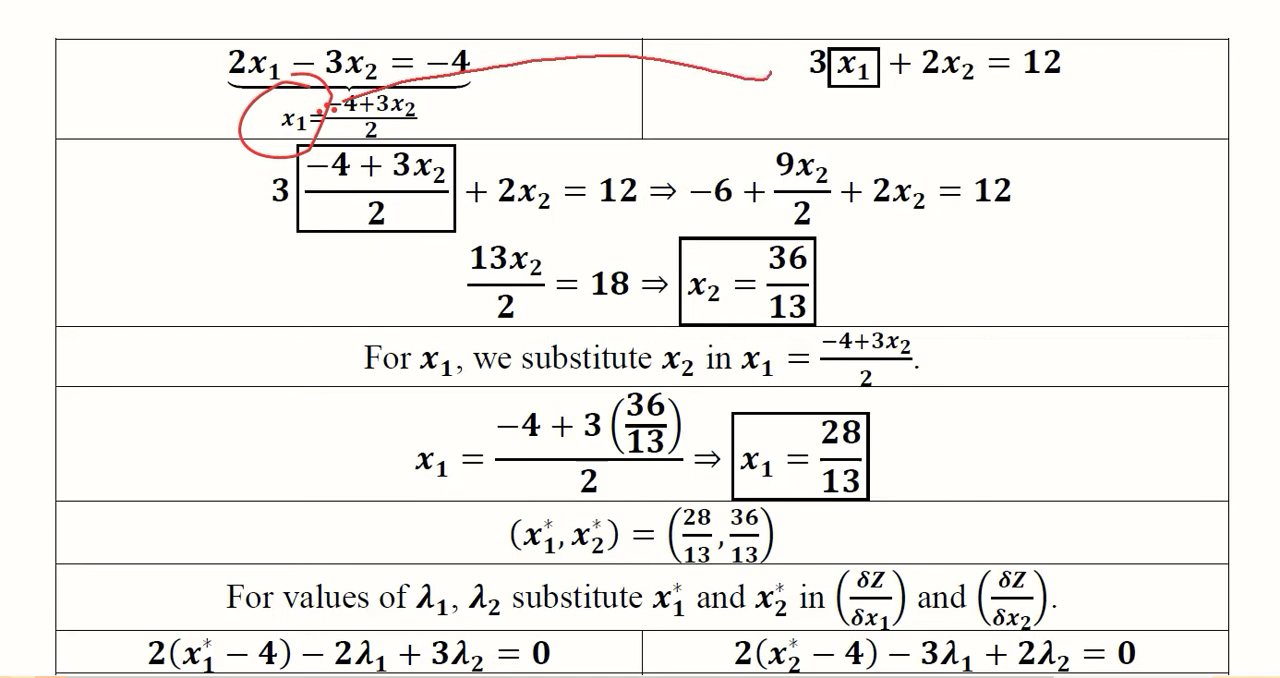 2x₁ − 3x₂ = −4
x₁ = (−4+3x₂)/2
3 x₁ + 2x₂ = 12
3 (−4 + 3x₂)/2 + 2x₂ = 12 ⇒ −6 + 9x₂/2 + 2x₂ = 12
13x₂/2 = 18 ⇒ x₂ = 36/13
For x₁, we substitute x₂ in x₁ = (−4+3x₂)/2.
x₁ = (−4 + 3(36/13))/2 ⇒ x₁ = 28/13
(x₁*, x₂*) = (28/13, 36/13)
For values of λ₁, λ₂ substitute x₁* and x₂* in (δZ/δx₁) and (δZ/δx₂).
2(x₁* − 4) − 2λ₁ + 3λ₂ = 0
2(x₂* − 4) − 3λ₁ + 2λ₂ = 0